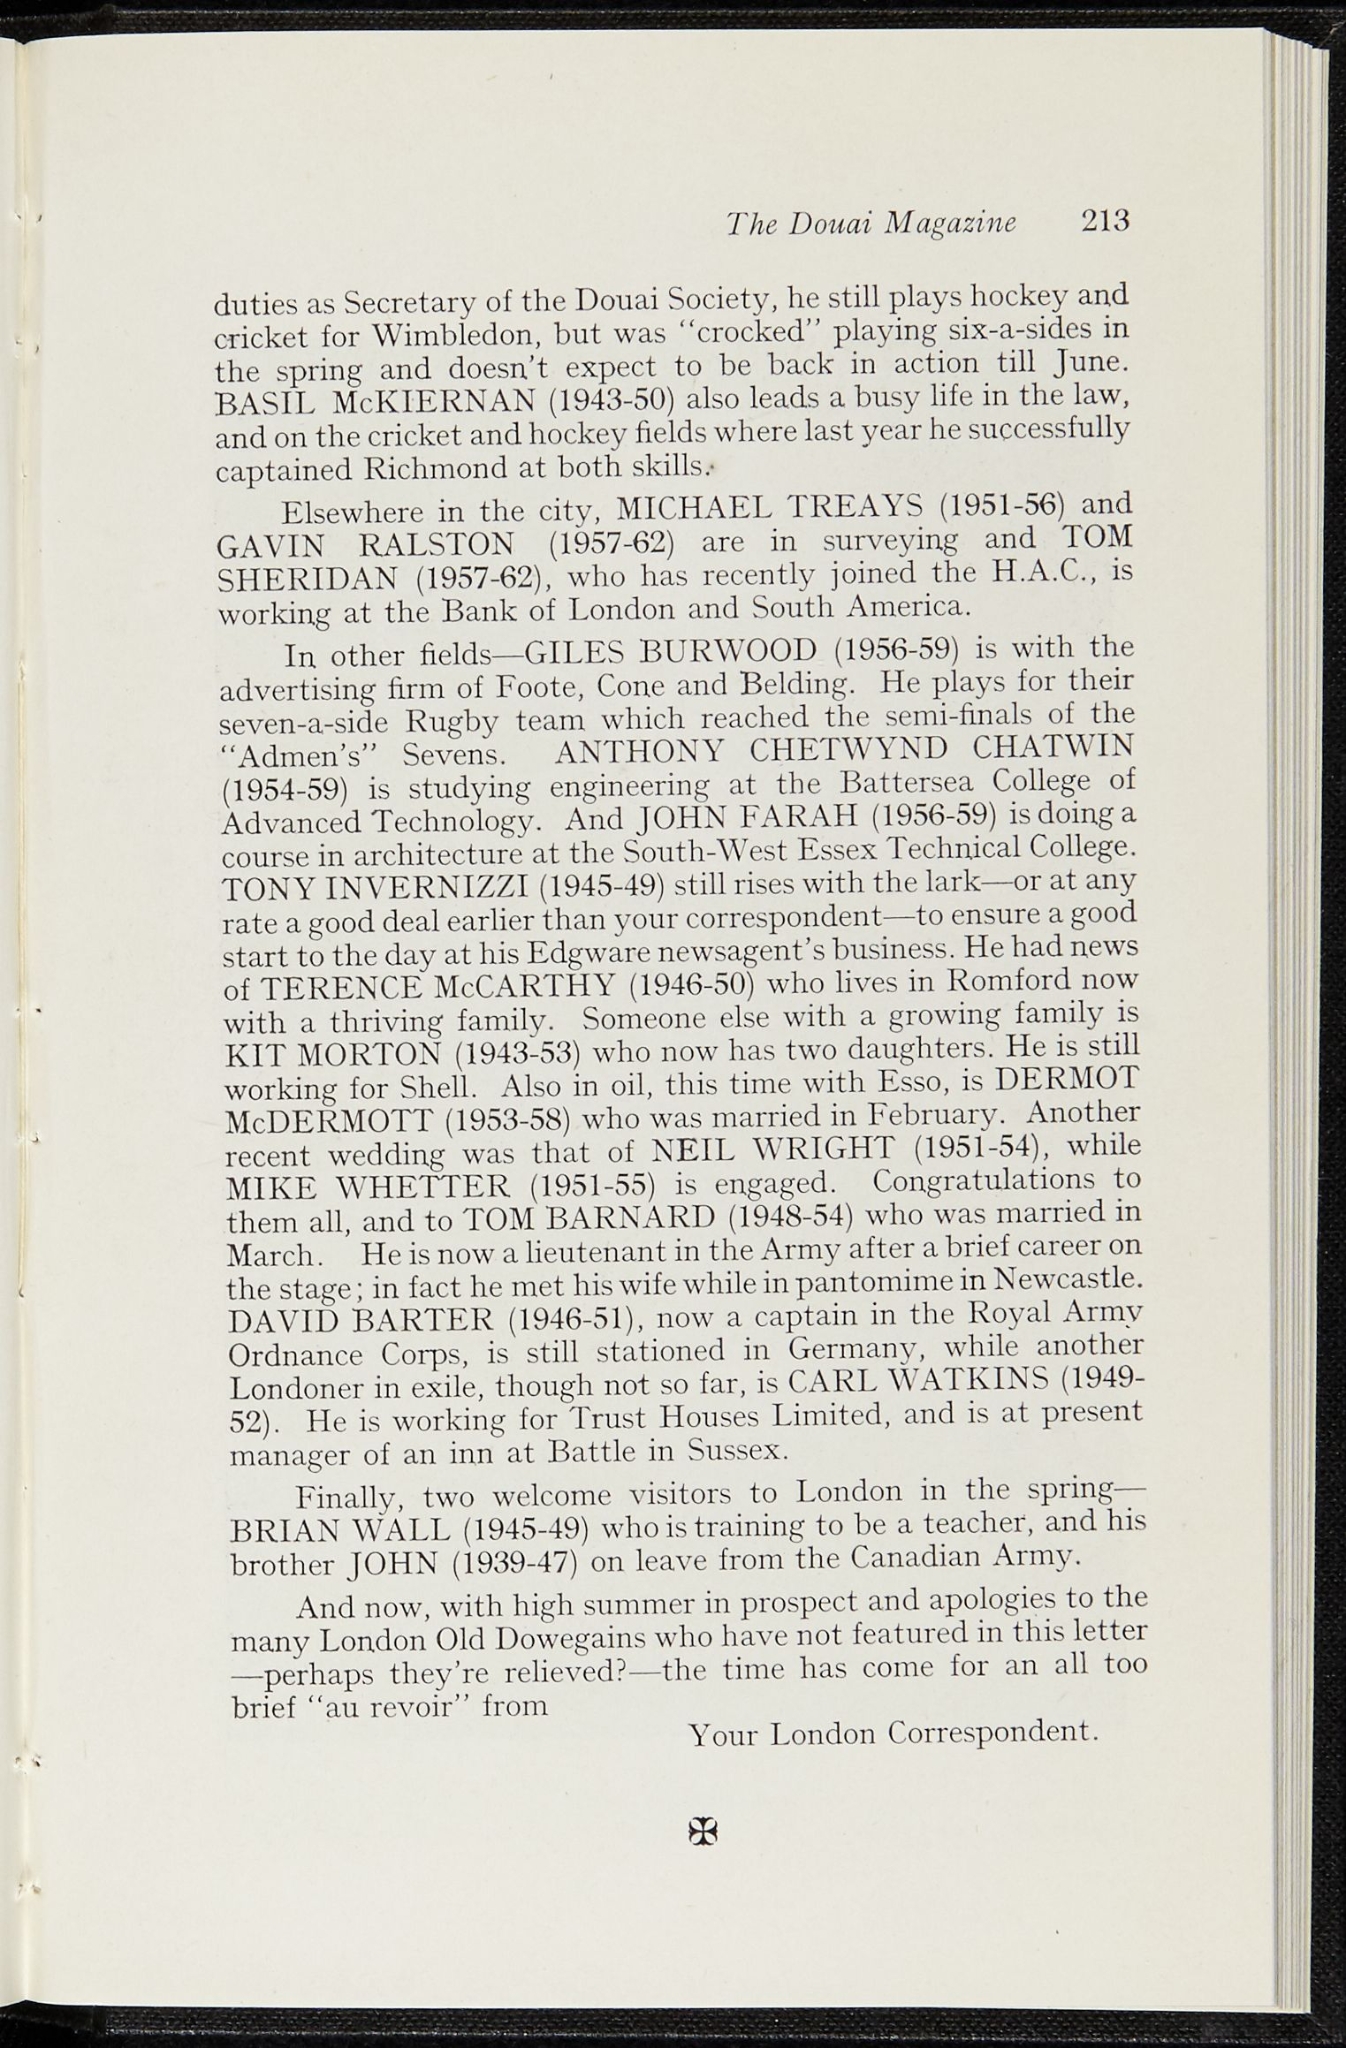 The Douai Magazine 213
duties as Secretary of the Douai Society, he still plays hockey and
cricket for Wimbledon, but was “crocked” playing six-a-sides in
the spring and doesn't expect to be back in action till June.
BASIL McKIERNAN (1943-50) also leads a busy life in the law,
and on the cricket and hockey fields where last year he successfully
captained Richmond at both skills.
Elsewhere in the city, MICHAEL TREAYS (1951-56) and
GAVIN RALSTON (1957-62) are in surveying and TOM
SHERIDAN (1957-62), who has recently joined the H.A.C., is
working at the Bank of London and South America.
In other fields—GILES BURWOOD (1956-59) is with the
advertising firm of Foote, Cone and Belding. He plays for their
seven-a-side Rugby team which reached the semi-finals of the
“Admen's” Sevens. ANTHONY CHETWYND CHATWIN
(1954-59) is studying engineering at the Battersea College of
Advanced Technology. And JOHN FARAH (1956-59) is doing a
course in architecture at the South-West Essex Technical College.
TONY INVERNIZZI (1945-49) still rises with the lark—or at any
rate a good deal earlier than your correspondent—to ensure a good
start to the day at his Edgware newsagent's business. He had news
of TERENCE McCARTHY (1946-50) who lives in Romford now
with a thriving family. Someone else with a growing family is
KIT MORTON (1943-53) who now has two daughters. He is still
working for Shell. Also in oil, this time with Esso, is DERMOT
McDERMOTT (1953-58) who was married in February. Another
recent wedding was that of NEIL WRIGHT (1951-54), while
MIKE WHETTER (1951-55) is engaged. Congratulations to
them all, and to TOM BARNARD (1948-54) who was married in
March. He is now a lieutenant in the Army after a brief career on
the stage; in fact he met his wife while in pantomime in Newcastle.
DAVID BARTER (1946-51), now a captain in the Royal Army
Ordnance Corps, is still stationed in Germany, while another
Londoner in exile, though not so far, is CARL WATKINS (1949-
52). He is working for Trust Houses Limited, and is at present
manager of an inn at Battle in Sussex.
Finally, two welcome visitors to London in the spring—
BRIAN WALL (1945-49) who is training to be a teacher, and his
brother JOHN (1939-47) on leave from the Canadian Army.
And now, with high summer in prospect and apologies to the
many London Old Dowegains who have not featured in this letter
—perhaps they're relieved?—the time has come for an all too
brief “au revoir” from
Your London Correspondent.